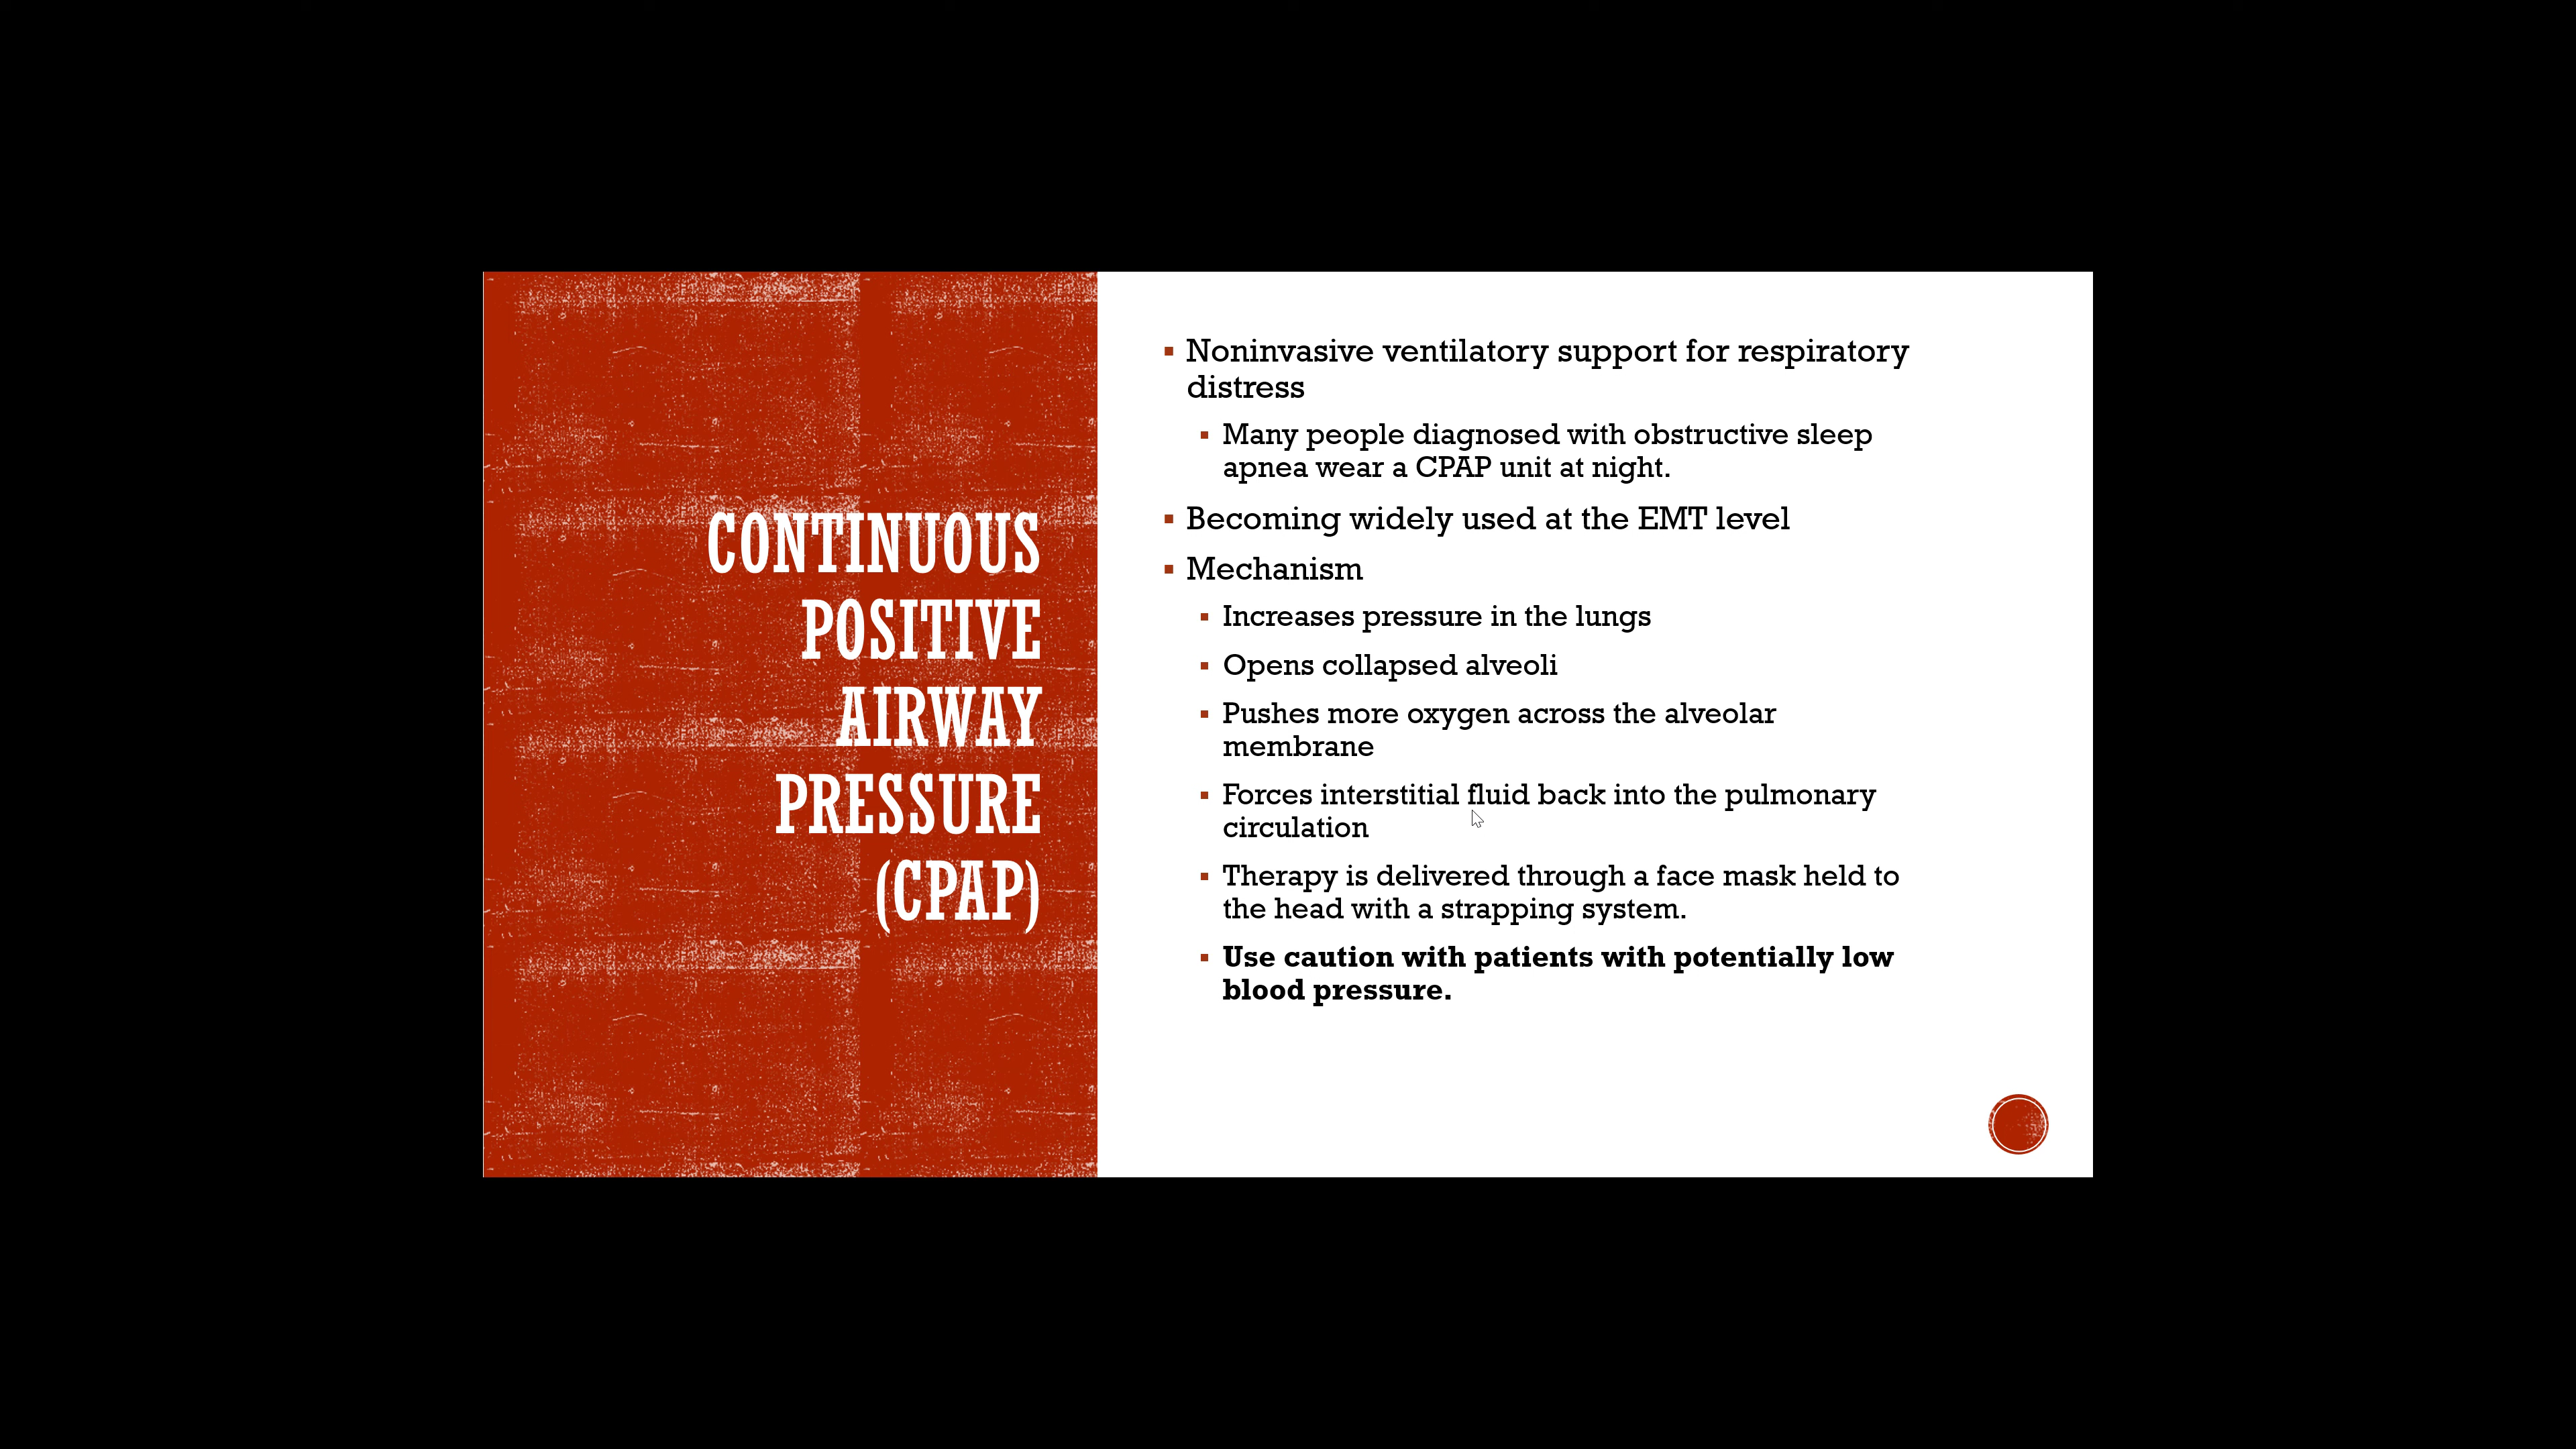 CONTINUOUS
POSITIVE
AIRWAY
PRESSURE
(CPAP)
▪ Noninvasive ventilatory support for respiratory
distress
▪ Many people diagnosed with obstructive sleep
apnea wear a CPAP unit at night.
▪ Becoming widely used at the EMT level
▪ Mechanism
▪ Increases pressure in the lungs
▪ Opens collapsed alveoli
▪ Pushes more oxygen across the alveolar
membrane
▪ Forces interstitial fluid back into the pulmonary
circulation
▪ Therapy is delivered through a face mask held to
the head with a strapping system.
▪ Use caution with patients with potentially low
blood pressure.